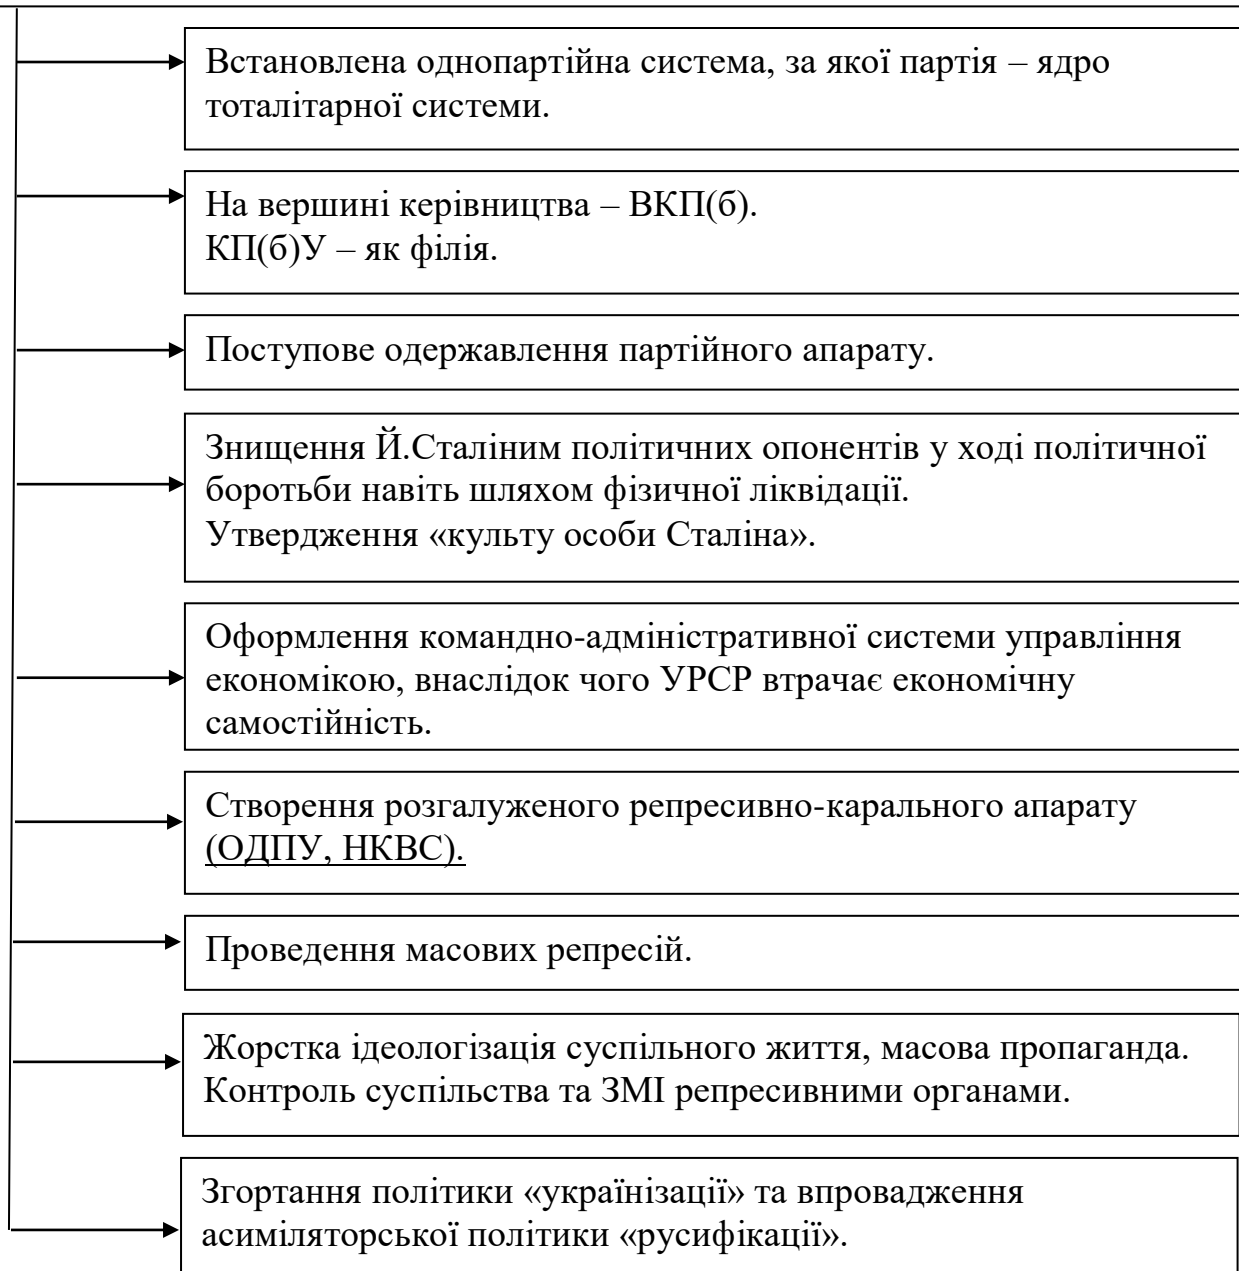 Встановлена однопартійна система, за якої партія – ядро
тоталітарної системи.
На вершині керівництва – ВКП(б).
КП(б)У – як філія.
Поступове одержавлення партійного апарату.
Знищення Й.Сталіним політичних опонентів у ході політичної
боротьби навіть шляхом фізичної ліквідації.
Утвердження «культу особи Сталіна».
Оформлення командно-адміністративної системи управління
економікою, внаслідок чого УРСР втрачає економічну
самостійність.
Створення розгалуженого репресивно-карального апарату
(ОДПУ, НКВС).
Проведення масових репресій.
Жорстка ідеологізація суспільного життя, масова пропаганда.
Контроль суспільства та ЗМІ репресивними органами.
Згортання політики «українізації» та впровадження
асиміляторської політики «русифікації».